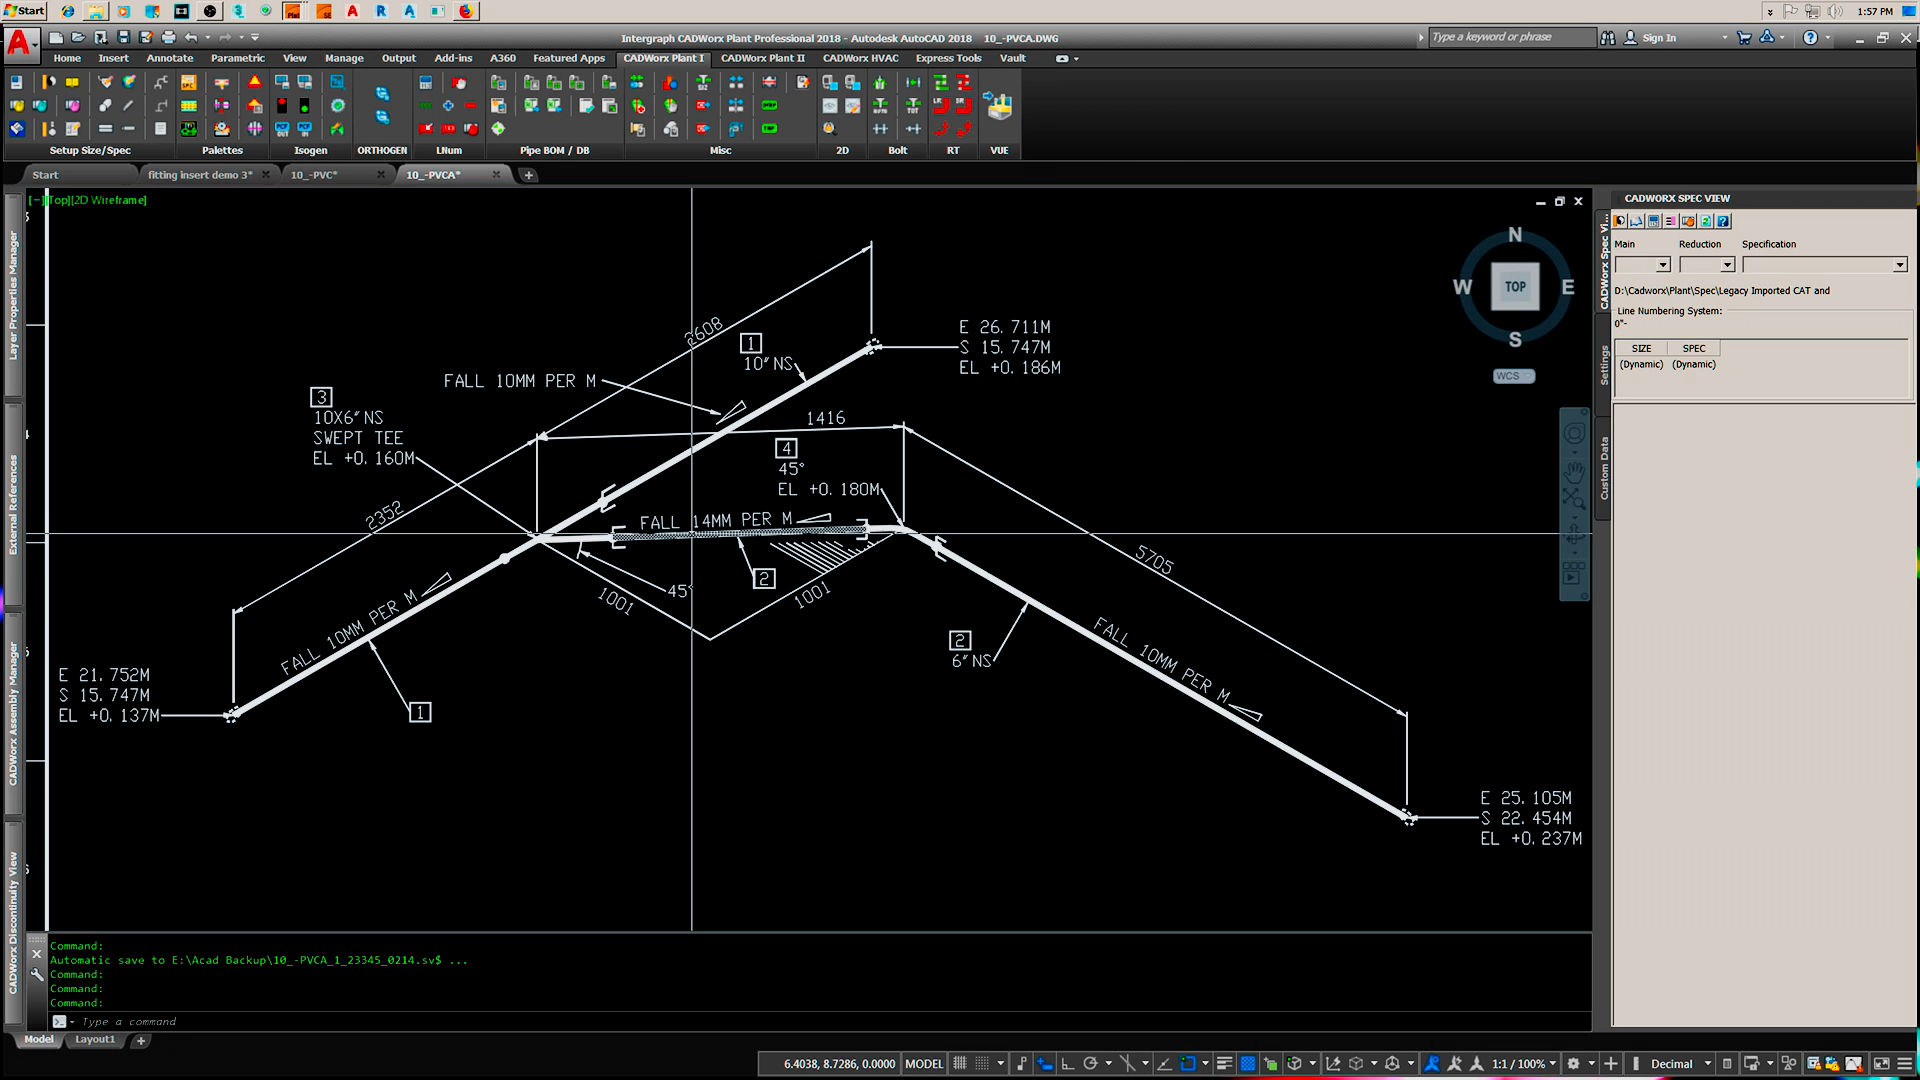 Start
1:57 PM
Intergraph CADWorx Plant Professional 2018 - Autodesk AutoCAD 2018 10_-PVCA.DWG
Type a keyword or phrase
Sign In
Home Insert Annotate Parametric View Manage Output Add-ins A360 Featured Apps CADWorx Plant I CADWorx Plant II CADWorx HVAC Express Tools Vault
Setup Size/Spec Palettes Isogen ORTHOGEN LNum Pipe BOM / DB Misc 2D Bolt RT VUE
Start fitting insert demo 3* 10_-PVC* 10_-PVCA*
[−][Top][2D Wireframe]
Layer Properties Manager
External References
CADWorx Assembly Manager
CADWorx Discontinuity View
N
W TOP E
S
WCS
2608
1
10" NS
E 26.711M
S 15.747M
EL +0.186M
FALL 10MM PER M
3
10X6" NS
SWEPT TEE
EL +0.160M
1416
4
45°
EL +0.180M
2352
FALL 14MM PER M
5705
45°
2
1001
1001
FALL 10MM PER M
2
6" NS
FALL 10MM PER M
E 21.752M
S 15.747M
EL +0.137M
1
E 25.105M
S 22.454M
EL +0.237M
CADWORX SPEC VIEW
Main Reduction Specification
D:\Cadworx\Plant\Spec\Legacy Imported CAT and
Line Numbering System:
0"-
SIZE SPEC
(Dynamic) (Dynamic)
CADWorx Spec Vi...
Settings
Custom Data
Command:
Automatic save to E:\Acad Backup\10_-PVCA_1_23345_0214.sv$ ...
Command:
Command:
Command:
Type a command
Model Layout1
6.4038, 8.7286, 0.0000 MODEL
1:1 / 100%
Decimal